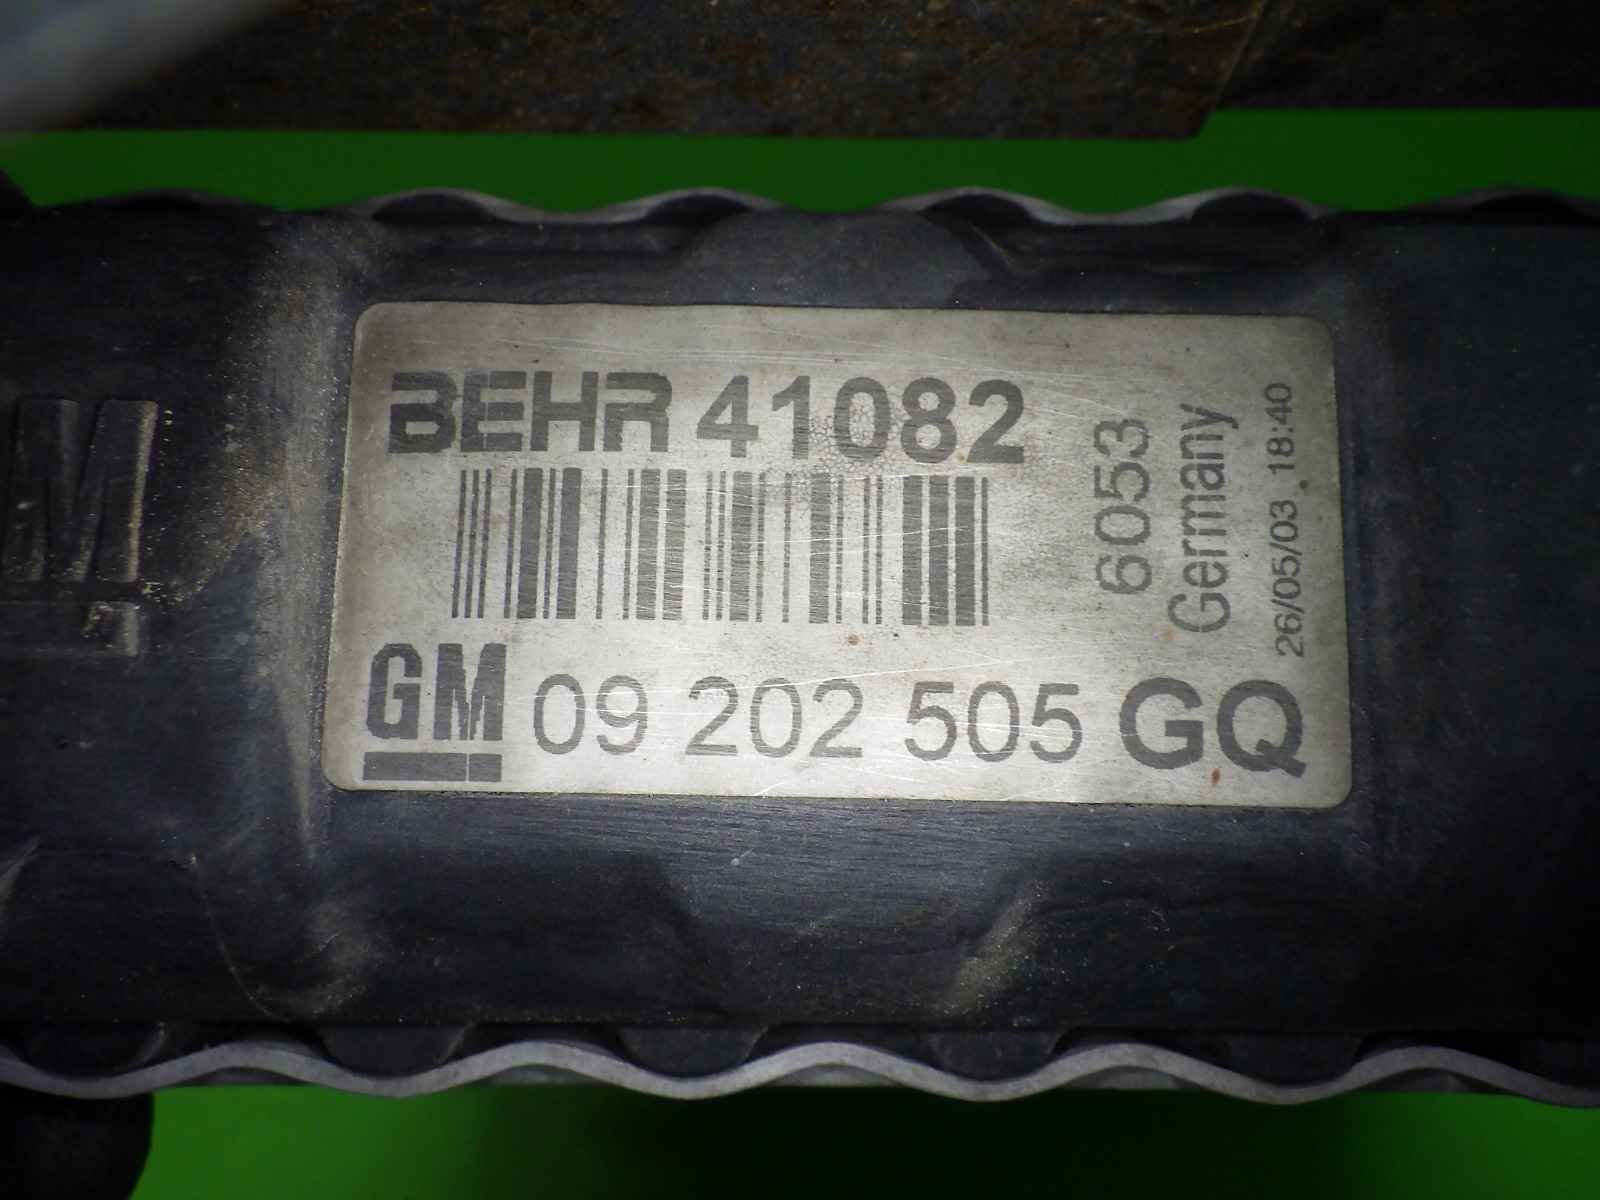 BEHR 41082
6053
Germany
26/05/03 18:40
GM 09 202 505 GQ
M